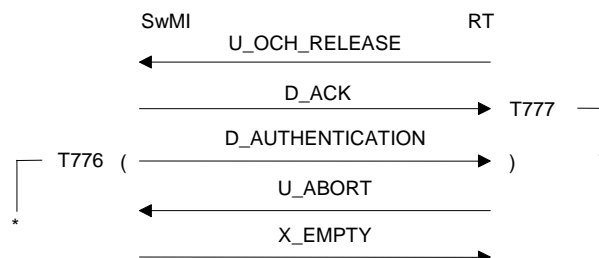 SwMI RT
U_OCH_RELEASE
D_ACK
T777
D_AUTHENTICATION
T776 ( )
U_ABORT
*
X_EMPTY